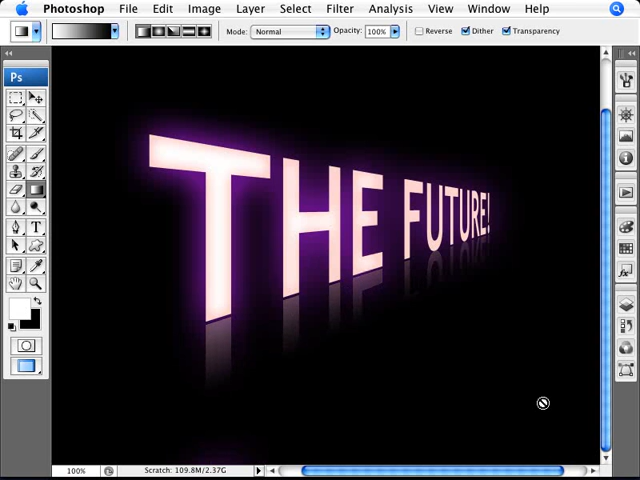 Photoshop File Edit Image Layer Select Filter Analysis View Window Help
Mode: Normal Opacity: 100% Reverse Dither Transparency
Ps
T
THE FUTURE!
100% Scratch: 109.8M/2.37G